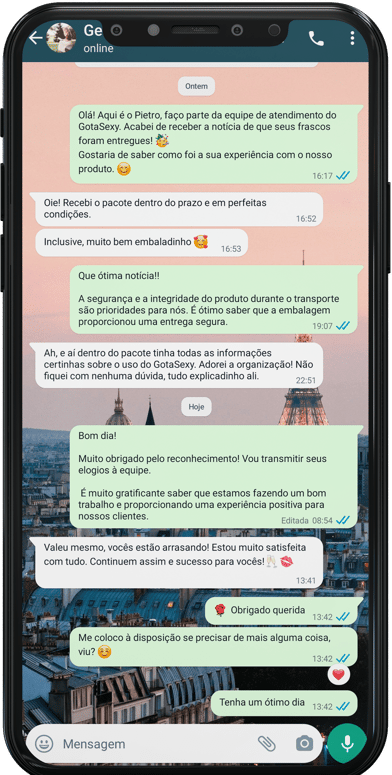 Ge
online
Ontem
Olá! Aqui é o Pietro, faço parte da equipe de atendimento do
GotaSexy. Acabei de receber a notícia de que seus frascos
foram entregues!
Gostaria de saber como foi a sua experiência com o nosso
produto.
16:17
Oie! Recebi o pacote dentro do prazo e em perfeitas
condições.
16:52
Inclusive, muito bem embaladinho
16:53
Que ótima notícia!!
A segurança e a integridade do produto durante o transporte
são prioridades para nós. É ótimo saber que a embalagem
proporcionou uma entrega segura.
19:07
Ah, e aí dentro do pacote tinha todas as informações
certinhas sobre o uso do GotaSexy. Adorei a organização! Não
fiquei com nenhuma dúvida, tudo explicadinho ali.
22:51
Hoje
Bom dia!
Muito obrigado pelo reconhecimento! Vou transmitir seus
elogios à equipe.
É muito gratificante saber que estamos fazendo um bom
trabalho e proporcionando uma experiência positiva para
nossos clientes.
Editada 08:54
Valeu mesmo, vocês estão arrasando! Estou muito satisfeita
com tudo. Continuem assim e sucesso para vocês!
13:41
Obrigado querida
13:42
Me coloco à disposição se precisar de mais alguma coisa,
viu?
13:42
Tenha um ótimo dia
13:42
Mensagem